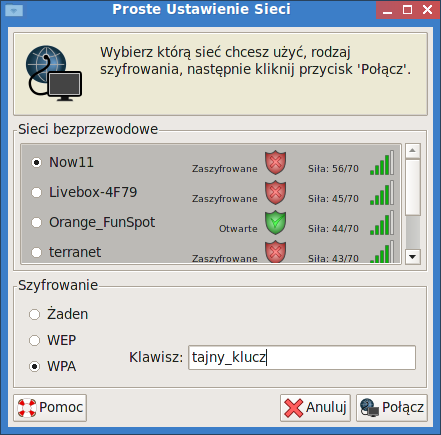 Proste Ustawienie Sieci
Wybierz którą sieć chcesz użyć, rodzaj
szyfrowania, następnie kliknij przycisk 'Połącz'.
Sieci bezprzewodowe
Now11 Zaszyfrowane Siła: 56/70
Livebox-4F79 Zaszyfrowane Siła: 45/70
Orange_FunSpot Otwarte Siła: 44/70
terranet Zaszyfrowane Siła: 43/70
Szyfrowanie
Żaden
WEP
WPA
Klawisz: tajny_klucz
Pomoc Anuluj Połącz